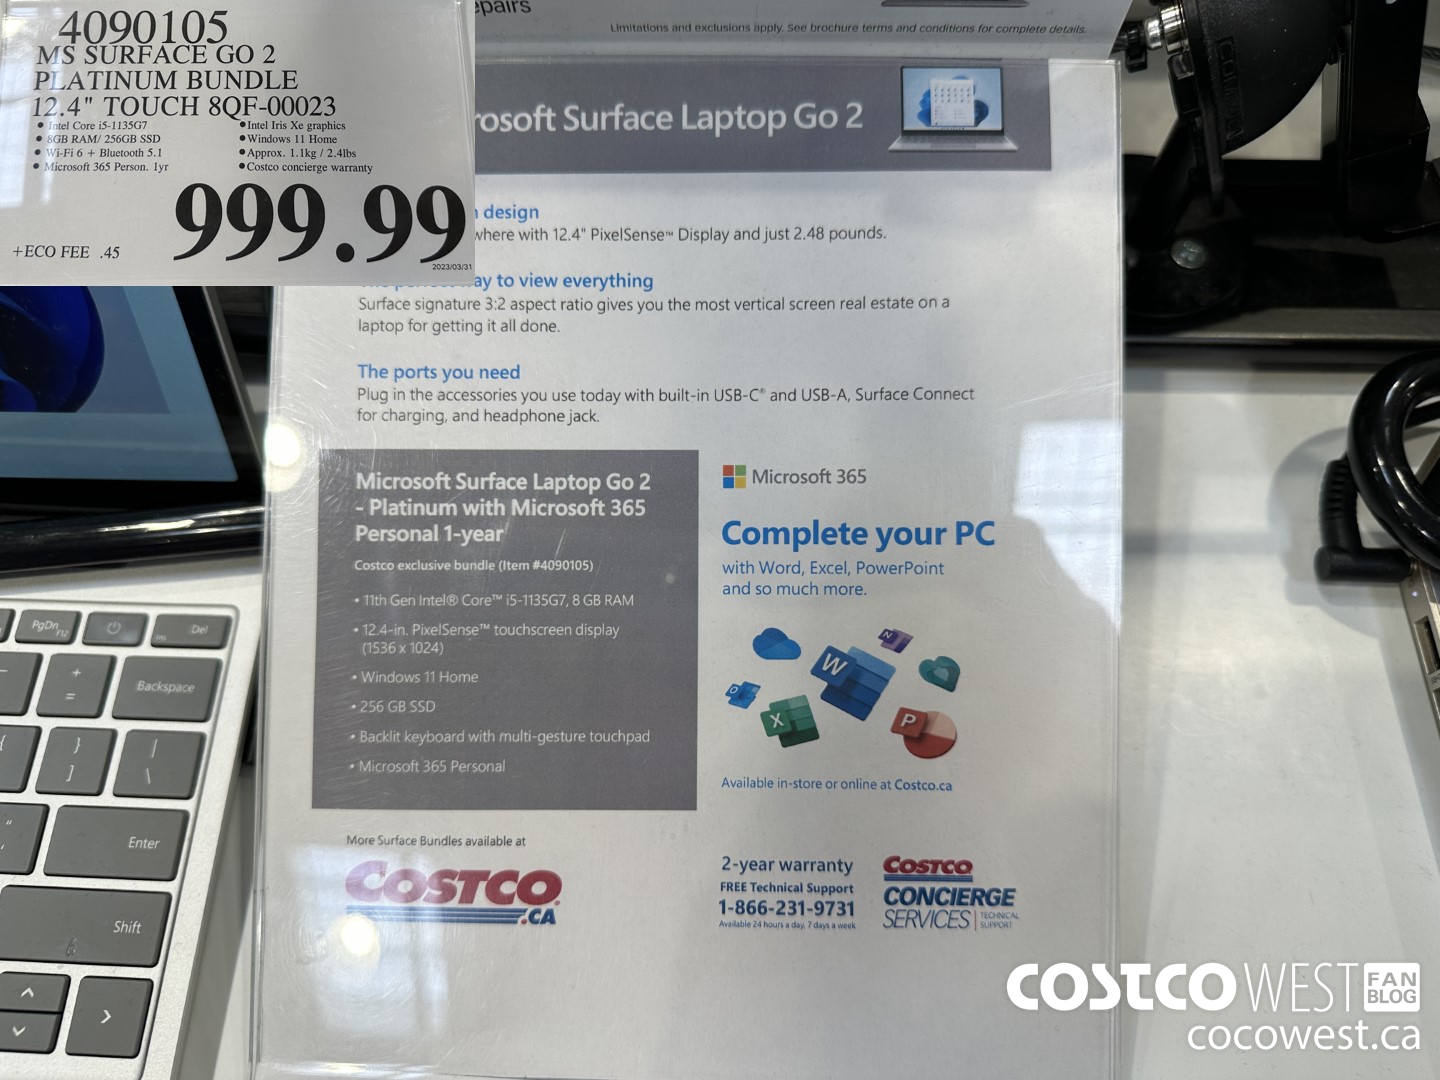 4090105
MS SURFACE GO 2
PLATINUM BUNDLE
12.4" TOUCH 8QF-00023
• Intel Core i5-1135G7
• 8GB RAM/ 256GB SSD
• Wi-Fi 6 + Bluetooth 5.1
• Microsoft 365 Person. 1yr
• Intel Iris Xe graphics
• Windows 11 Home
• Approx. 1.1kg / 2.4lbs
• Costco concierge warranty
999.99
+ECO FEE .45
2023/03/31
epairs
Limitations and exclusions apply. See brochure terms and conditions for complete details.
rosoft Surface Laptop Go 2
design
where with 12.4" PixelSense™ Display and just 2.48 pounds.
way to view everything
Surface signature 3:2 aspect ratio gives you the most vertical screen real estate on a
laptop for getting it all done.
The ports you need
Plug in the accessories you use today with built-in USB-C® and USB-A, Surface Connect
for charging, and headphone jack.
Microsoft Surface Laptop Go 2
- Platinum with Microsoft 365
Personal 1-year
Costco exclusive bundle (Item #4090105)
• 11th Gen Intel® Core™ i5-1135G7, 8 GB RAM
• 12.4-in. PixelSense™ touchscreen display
(1536 x 1024)
• Windows 11 Home
• 256 GB SSD
• Backlit keyboard with multi-gesture touchpad
• Microsoft 365 Personal
Microsoft 365
Complete your PC
with Word, Excel, PowerPoint
and so much more.
N
W
O
X
P
Available in-store or online at Costco.ca
More Surface Bundles available at
COSTCO
.CA
2-year warranty
FREE Technical Support
1-866-231-9731
Available 24 hours a day, 7 days a week
COSTCO
CONCIERGE
SERVICES | TECHNICAL
SUPPORT
PgDn
F12
Ins
Del
+
=
Backspace
}
]
|
\
Enter
Shift
COSTCO WEST FAN
BLOG
cocowest.ca